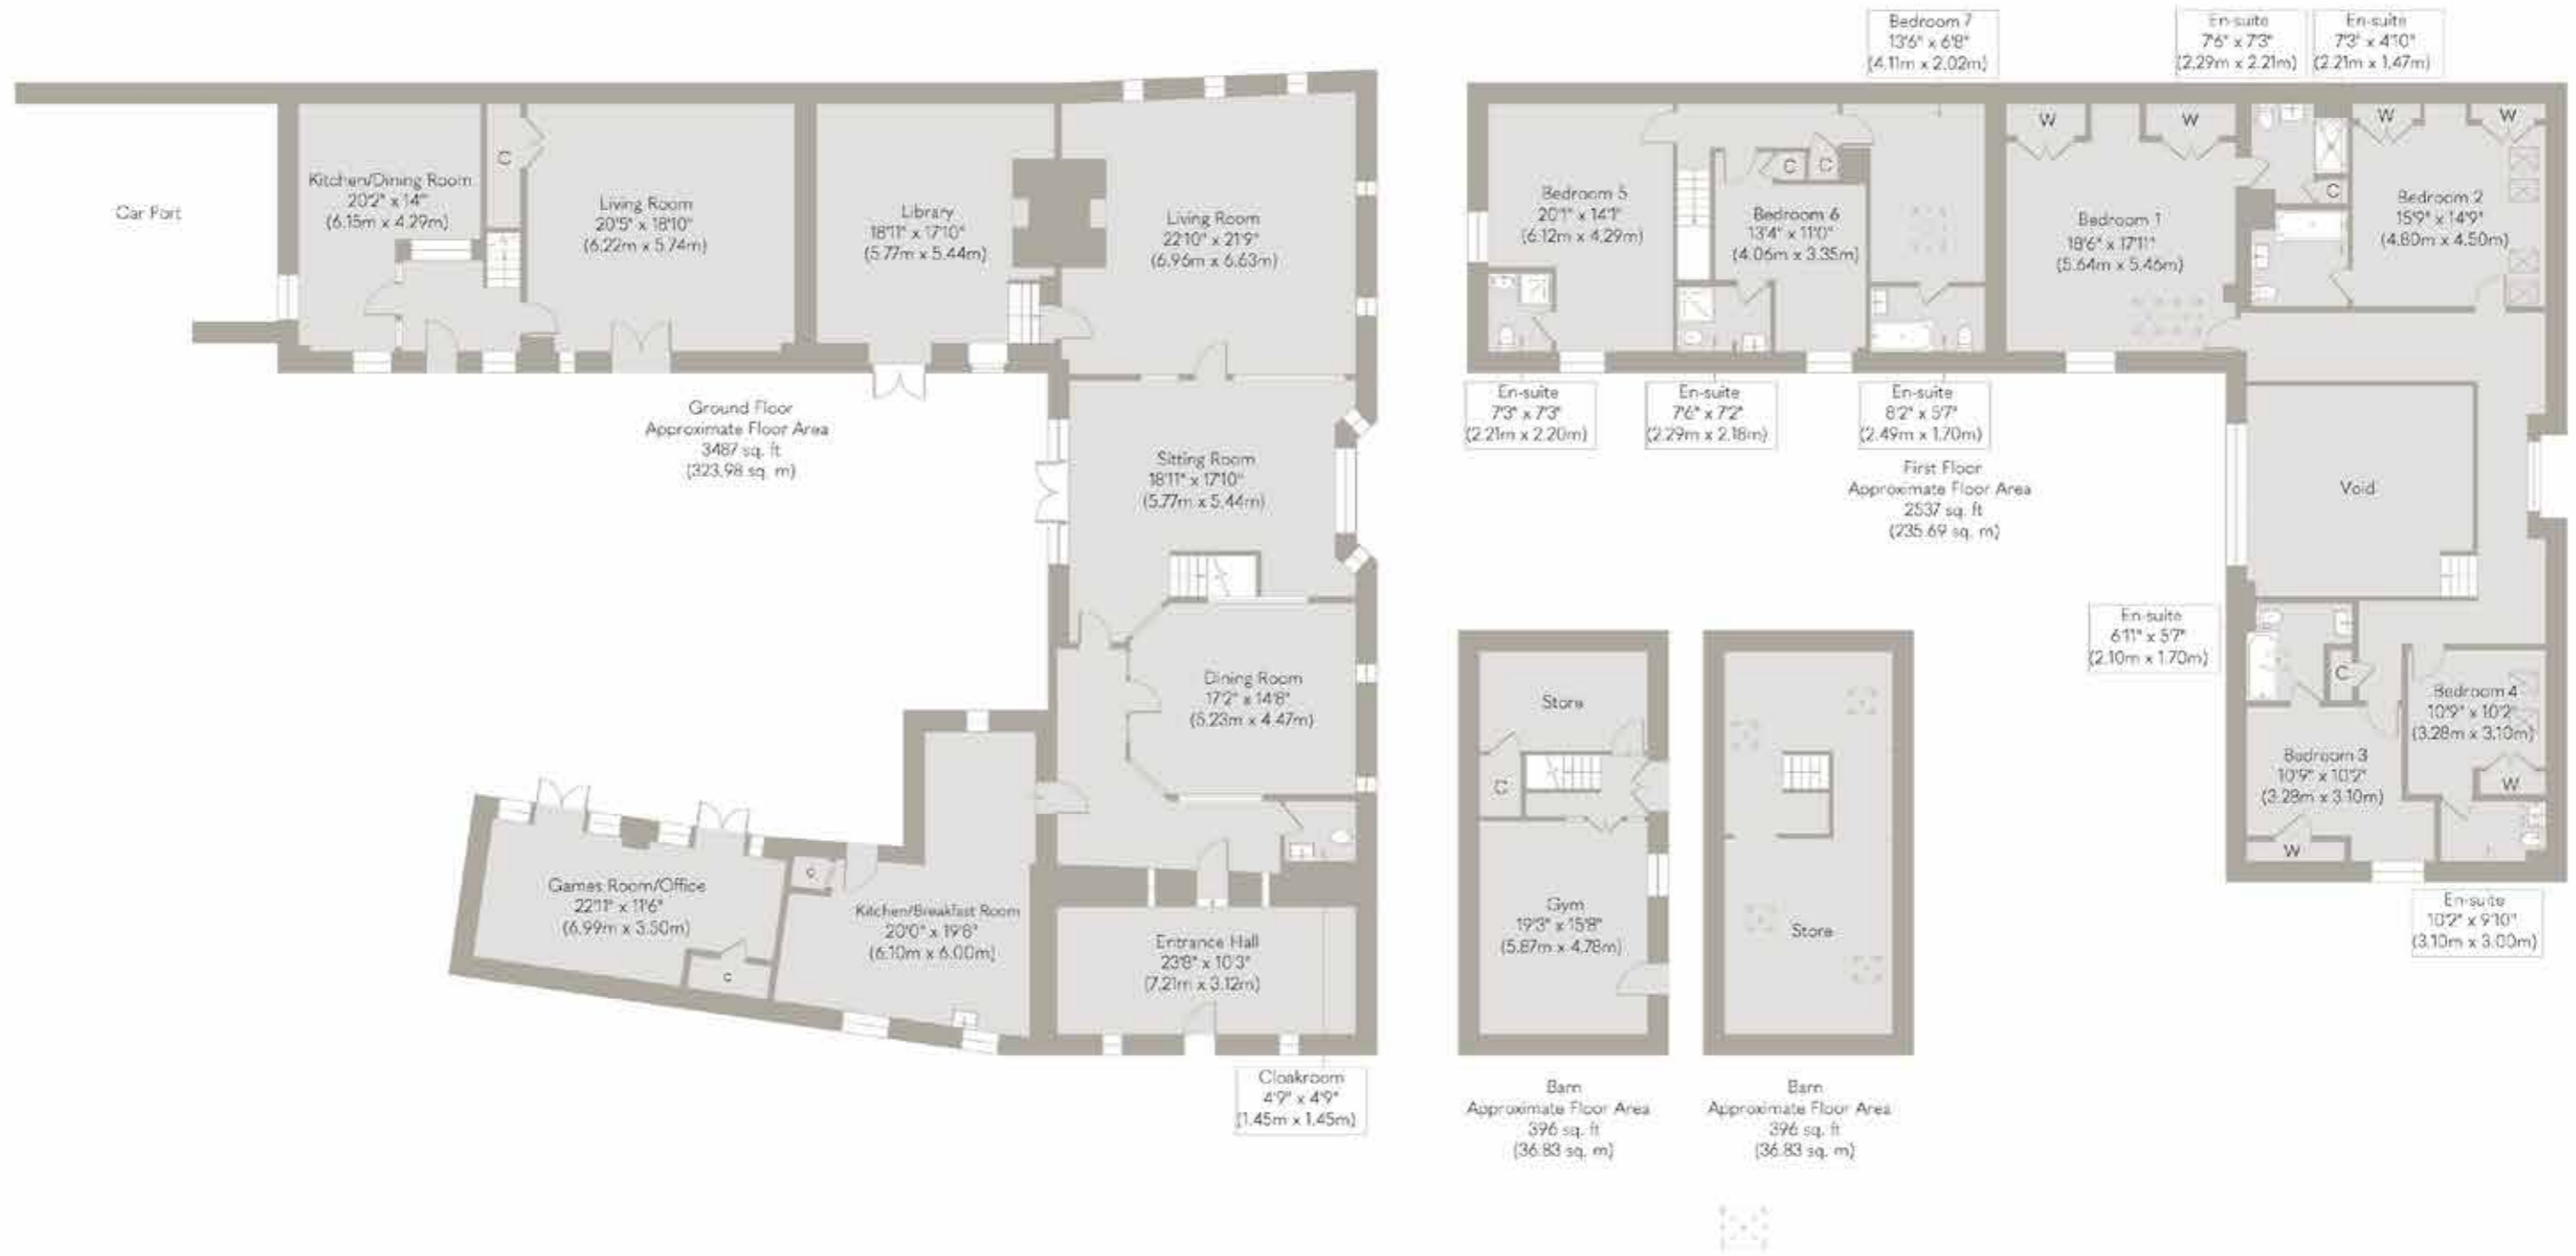 Car Port
Kitchen/Dining Room
20'2" x 14'
(6.15m x 4.29m)
C
Living Room
20'5" x 18'10"
(6.22m x 5.74m)
Library
18'11" x 17'10"
(5.77m x 5.44m)
Living Room
22'10" x 21'9"
(6.96m x 6.63m)
Ground Floor
Approximate Floor Area
3487 sq. ft
(323.98 sq. m)
Sitting Room
18'11" x 17'10"
(5.77m x 5.44m)
Dining Room
17'2" x 14'8"
(5.23m x 4.47m)
Games Room/Office
22'11" x 11'6"
(6.99m x 3.50m)
C
C
Kitchen/Breakfast Room
20'0" x 19'8"
(6.10m x 6.00m)
Entrance Hall
23'8" x 10'3"
(7.21m x 3.12m)
Cloakroom
4'9" x 4'9"
(1.45m x 1.45m)
Bedroom 7
13'6" x 6'8"
(4.11m x 2.02m)
En-suite
7'6" x 7'3"
(2.29m x 2.21m)
En-suite
7'3" x 4'10"
(2.21m x 1.47m)
Bedroom 5
20'1" x 14'1"
(6.12m x 4.29m)
C
C
Bedroom 6
13'4" x 11'0"
(4.06m x 3.35m)
W
W
Bedroom 1
18'6" x 17'11"
(5.64m x 5.46m)
C
W
W
Bedroom 2
15'9" x 14'9"
(4.80m x 4.50m)
En-suite
7'3" x 7'3"
(2.21m x 2.20m)
En-suite
7'6" x 7'2"
(2.29m x 2.18m)
En-suite
8'2" x 5'7"
(2.49m x 1.70m)
First Floor
Approximate Floor Area
2537 sq. ft
(235.69 sq. m)
Void
En-suite
6'11" x 5'7"
(2.10m x 1.70m)
C
Bedroom 4
10'9" x 10'2"
(3.28m x 3.10m)
W
Bedroom 3
10'9" x 10'2"
(3.28m x 3.10m)
W
En-suite
10'2" x 9'10"
(3.10m x 3.00m)
Store
C
Gym
19'3" x 15'8"
(5.87m x 4.78m)
Store
Barn
Approximate Floor Area
396 sq. ft
(36.83 sq. m)
Barn
Approximate Floor Area
396 sq. ft
(36.83 sq. m)